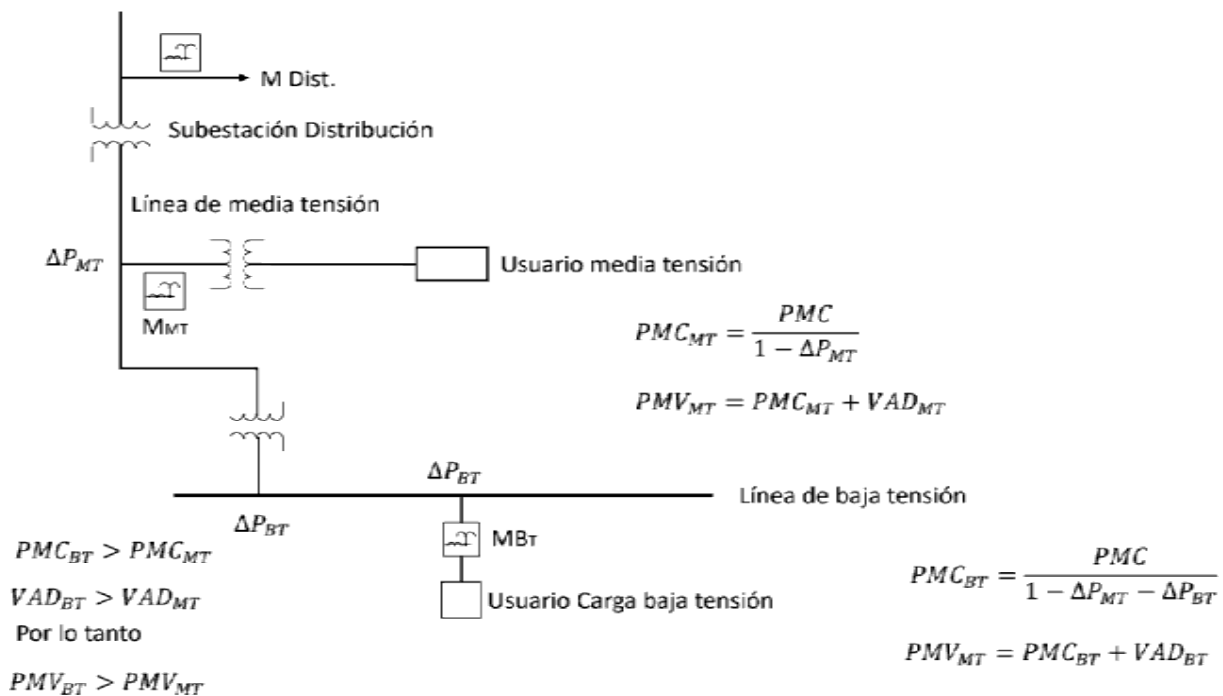 M Dist.
Subestación Distribución
Línea de media tensión
ΔP_MT
Usuario media tensión
MMT
PMC_MT = PMC / (1 − ΔP_MT)
PMV_MT = PMC_MT + VAD_MT
ΔP_BT
Línea de baja tensión
ΔP_BT
MBT
PMC_BT > PMC_MT
VAD_BT > VAD_MT
Por lo tanto
PMV_BT > PMV_MT
Usuario Carga baja tensión
PMC_BT = PMC / (1 − ΔP_MT − ΔP_BT)
PMV_MT = PMC_BT + VAD_BT